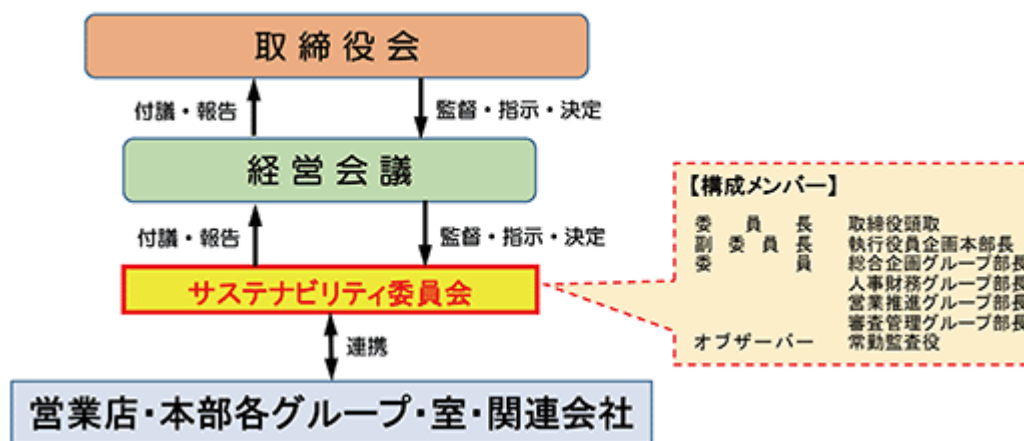 取締役会
付議・報告
監督・指示・決定
経営会議
付議・報告
監督・指示・決定
サステナビリティ委員会
連携
営業店・本部各グループ・室・関連会社
【構成メンバー】
委員長 取締役頭取
副委員長 執行役員企画本部長
委員 総合企画グループ部長
人事財務グループ部長
営業推進グループ部長
審査管理グループ部長
オブザーバー 常勤監査役